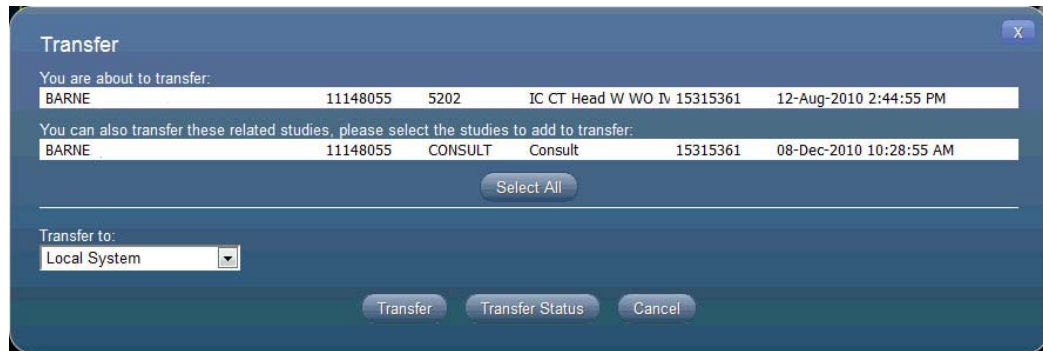 X
Transfer
You are about to transfer:
BARNE 11148055 5202 IC CT Head W WO IV 15315361 12-Aug-2010 2:44:55 PM
You can also transfer these related studies, please select the studies to add to transfer:
BARNE 11148055 CONSULT Consult 15315361 08-Dec-2010 10:28:55 AM
Select All
Transfer to:
Local System
Transfer Transfer Status Cancel